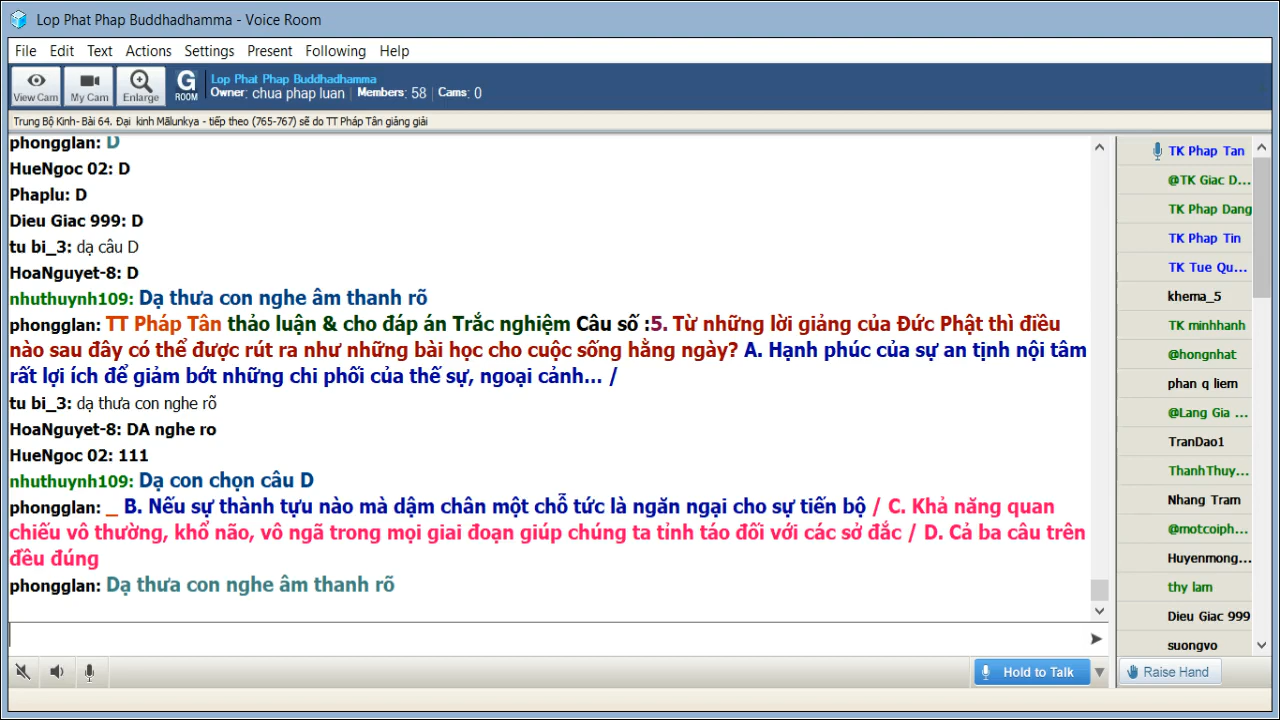 Lop Phat Phap Buddhadhamma - Voice Room
File Edit Text Actions Settings Present Following Help
View Cam My Cam Enlarge G ROOM
Lop Phat Phap Buddhadhamma
Owner: chua phap luan Members: 58 Cams: 0
Trung Bộ Kinh- Bài 64. Đại kinh Mãlunkya - tiếp theo (765-767) sẽ do TT Pháp Tân giảng giải
phongglan: D
HueNgoc 02: D
Phaplu: D
Dieu Giac 999: D
tu bi_3: dạ câu D
HoaNguyet-8: D
nhuthuynh109: Dạ thưa con nghe âm thanh rõ
phongglan: TT Pháp Tân thảo luận & cho đáp án Trắc nghiệm Câu số :5. Từ những lời giảng của Đức Phật thì điều
nào sau đây có thể được rút ra như những bài học cho cuộc sống hằng ngày? A. Hạnh phúc của sự an tịnh nội tâm
rất lợi ích để giảm bớt những chi phối của thế sự, ngoại cảnh... /
tu bi_3: dạ thưa con nghe rõ
HoaNguyet-8: DA nghe ro
HueNgoc 02: 111
nhuthuynh109: Dạ con chọn câu D
phongglan: _ B. Nếu sự thành tựu nào mà dậm chân một chỗ tức là ngăn ngại cho sự tiến bộ / C. Khả năng quan
chiếu vô thường, khổ não, vô ngã trong mọi giai đoạn giúp chúng ta tỉnh táo đối với các sở đắc / D. Cả ba câu trên
đều đúng
phongglan: Dạ thưa con nghe âm thanh rõ
TK Phap Tan
@TK Giac D...
TK Phap Dang
TK Phap Tin
TK Tue Qu...
khema_5
TK minhhanh
@hongnhat
phan q liem
@Lang Gia ...
TranDao1
ThanhThuy...
Nhang Tram
@motcoiph...
Huyenmong...
thy lam
Dieu Giac 999
suongvo
Hold to Talk
Raise Hand